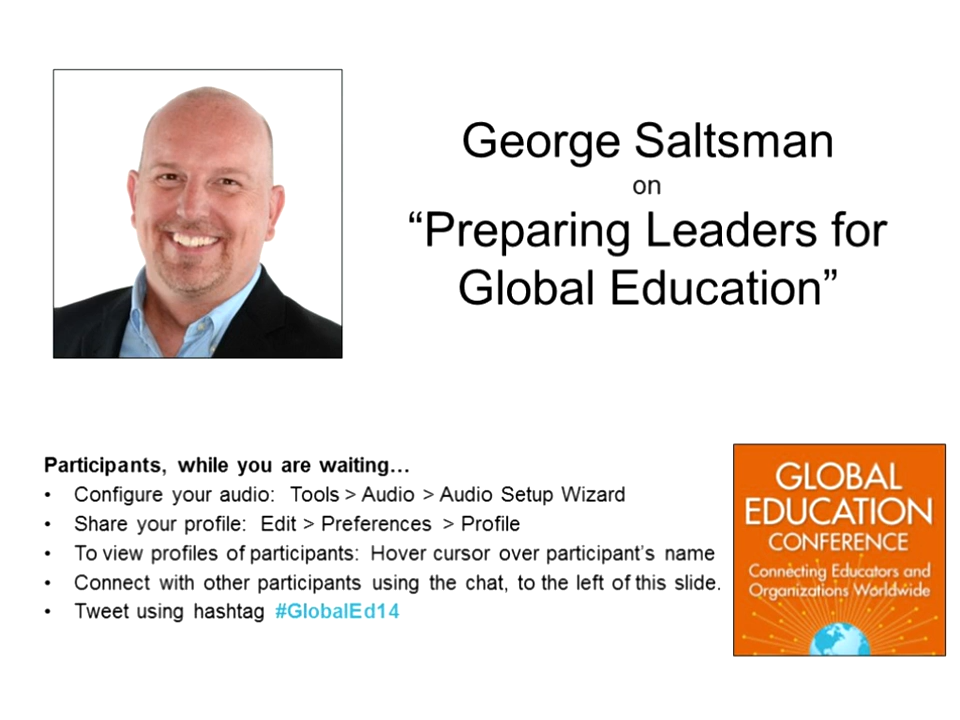 George Saltsman
on
“Preparing Leaders for
Global Education”
Participants, while you are waiting…
• Configure your audio: Tools > Audio > Audio Setup Wizard
• Share your profile: Edit > Preferences > Profile
• To view profiles of participants: Hover cursor over participant’s name
• Connect with other participants using the chat, to the left of this slide.
• Tweet using hashtag #GlobalEd14
GLOBAL
EDUCATION
CONFERENCE
Connecting Educators and
Organizations Worldwide